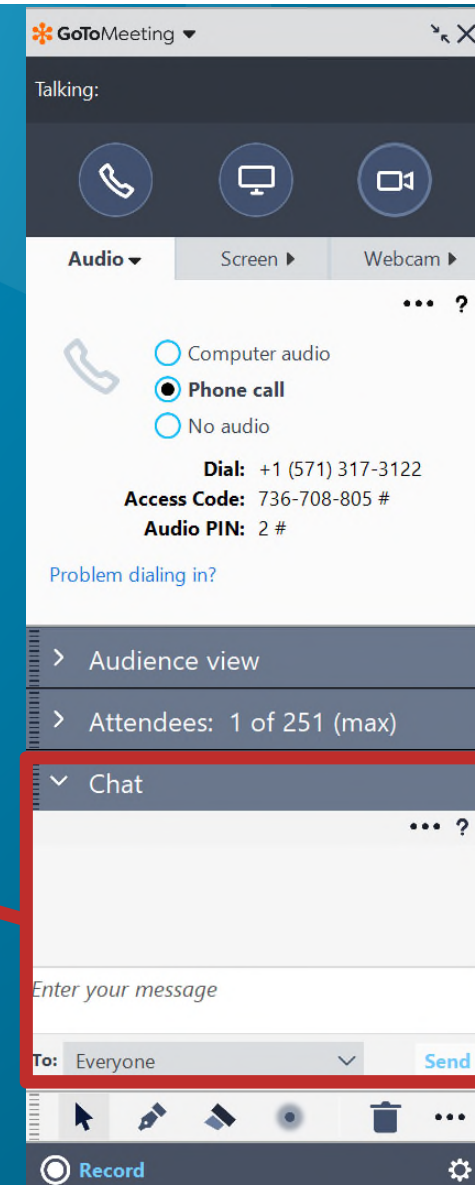 GoToMeeting
Talking:
Audio Screen Webcam
... ?
Computer audio
Phone call
No audio
Dial: +1 (571) 317-3122
Access Code: 736-708-805 #
Audio PIN: 2 #
Problem dialing in?
Audience view
Attendees: 1 of 251 (max)
Chat
... ?
Enter your message
To: Everyone Send
...
Record